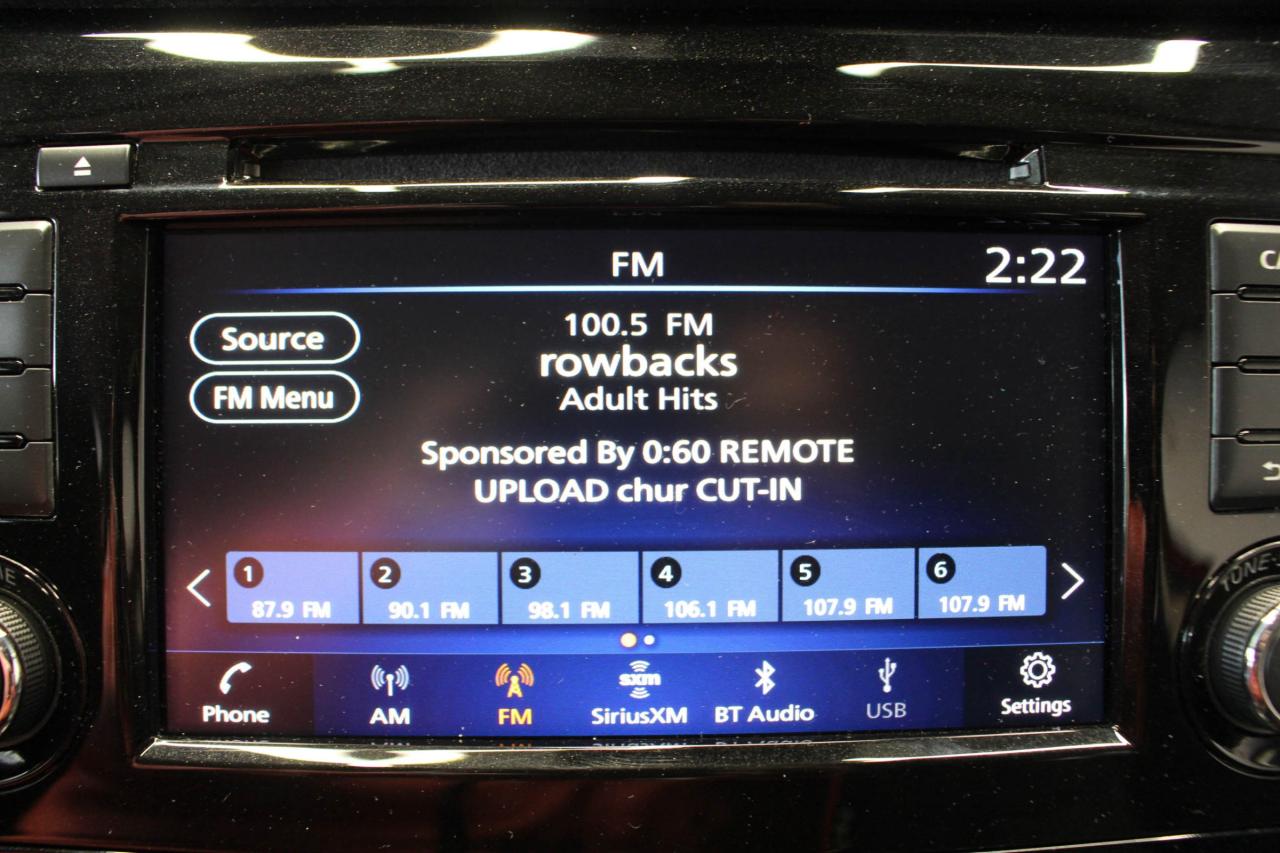 FM 2:22
Source
FM Menu
100.5 FM
rowbacks
Adult Hits
Sponsored By 0:60 REMOTE
UPLOAD chur CUT-IN
1 2 3 4 5 6
87.9 FM 90.1 FM 98.1 FM 106.1 FM 107.9 FM 107.9 FM
sxm
Phone AM FM SiriusXM BT Audio USB Settings
TUNE